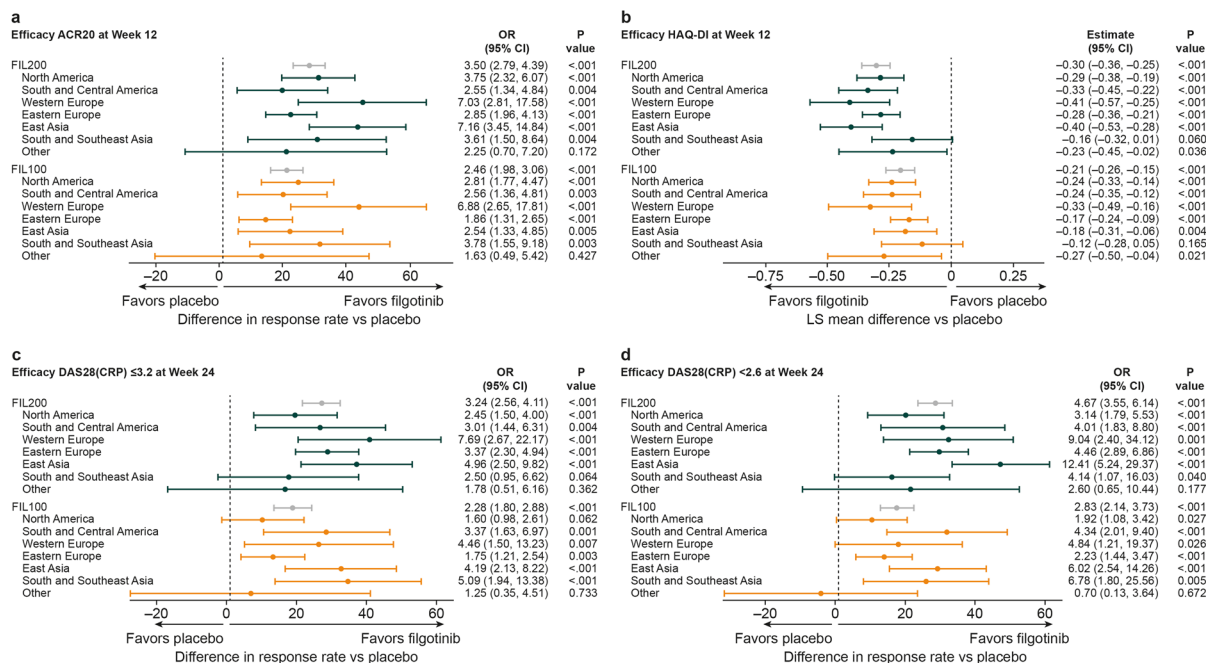 a
Efficacy ACR20 at Week 12 OR P
(95% CI) value
FIL200 3.50 (2.79, 4.39) <.001
North America 3.75 (2.32, 6.07) <.001
South and Central America 2.55 (1.34, 4.84) 0.004
Western Europe 7.03 (2.81, 17.58) <.001
Eastern Europe 2.85 (1.96, 4.13) <.001
East Asia 7.16 (3.45, 14.84) <.001
South and Southeast Asia 3.61 (1.50, 8.64) 0.004
Other 2.25 (0.70, 7.20) 0.172
FIL100 2.46 (1.98, 3.06) <.001
North America 2.81 (1.77, 4.47) <.001
South and Central America 2.56 (1.36, 4.81) 0.003
Western Europe 6.88 (2.65, 17.81) <.001
Eastern Europe 1.86 (1.31, 2.65) <.001
East Asia 2.54 (1.33, 4.85) 0.005
South and Southeast Asia 3.78 (1.55, 9.18) 0.003
Other 1.63 (0.49, 5.42) 0.427
−20 0 20 40 60
Favors placebo Favors filgotinib
Difference in response rate vs placebo
b
Efficacy HAQ-DI at Week 12 Estimate P
(95% CI) value
FIL200 −0.30 (−0.36, −0.25) <.001
North America −0.29 (−0.38, −0.19) <.001
South and Central America −0.33 (−0.45, −0.22) <.001
Western Europe −0.41 (−0.57, −0.25) <.001
Eastern Europe −0.28 (−0.36, −0.21) <.001
East Asia −0.40 (−0.53, −0.28) <.001
South and Southeast Asia −0.16 (−0.32, 0.01) 0.060
Other −0.23 (−0.45, −0.02) 0.036
FIL100 −0.21 (−0.26, −0.15) <.001
North America −0.24 (−0.33, −0.14) <.001
South and Central America −0.24 (−0.35, −0.12) <.001
Western Europe −0.33 (−0.49, −0.16) <.001
Eastern Europe −0.17 (−0.24, −0.09) <.001
East Asia −0.18 (−0.31, −0.06) 0.004
South and Southeast Asia −0.12 (−0.28, 0.05) 0.165
Other −0.27 (−0.50, −0.04) 0.021
−0.75 −0.50 −0.25 0 0.25
Favors filgotinib Favors placebo
LS mean difference vs placebo
c
Efficacy DAS28(CRP) ≤3.2 at Week 24 OR P
(95% CI) value
FIL200 3.24 (2.56, 4.11) <.001
North America 2.45 (1.50, 4.00) <.001
South and Central America 3.01 (1.44, 6.31) 0.004
Western Europe 7.69 (2.67, 22.17) <.001
Eastern Europe 3.37 (2.30, 4.94) <.001
East Asia 4.96 (2.50, 9.82) <.001
South and Southeast Asia 2.50 (0.95, 6.62) 0.064
Other 1.78 (0.51, 6.16) 0.362
FIL100 2.28 (1.80, 2.88) <.001
North America 1.60 (0.98, 2.61) 0.062
South and Central America 3.37 (1.63, 6.97) 0.001
Western Europe 4.46 (1.50, 13.23) 0.007
Eastern Europe 1.75 (1.21, 2.54) 0.003
East Asia 4.19 (2.13, 8.22) <.001
South and Southeast Asia 5.09 (1.94, 13.38) <.001
Other 1.25 (0.35, 4.51) 0.733
−20 0 20 40 60
Favors placebo Favors filgotinib
Difference in response rate vs placebo
d
Efficacy DAS28(CRP) <2.6 at Week 24 OR P
(95% CI) value
FIL200 4.67 (3.55, 6.14) <.001
North America 3.14 (1.79, 5.53) <.001
South and Central America 4.01 (1.83, 8.80) <.001
Western Europe 9.04 (2.40, 34.12) 0.001
Eastern Europe 4.46 (2.89, 6.86) <.001
East Asia 12.41 (5.24, 29.37) <.001
South and Southeast Asia 4.14 (1.07, 16.03) 0.040
Other 2.60 (0.65, 10.44) 0.177
FIL100 2.83 (2.14, 3.73) <.001
North America 1.92 (1.08, 3.42) 0.027
South and Central America 4.34 (2.01, 9.40) <.001
Western Europe 4.84 (1.21, 19.37) 0.026
Eastern Europe 2.23 (1.44, 3.47) <.001
East Asia 6.02 (2.54, 14.26) <.001
South and Southeast Asia 6.78 (1.80, 25.56) 0.005
Other 0.70 (0.13, 3.64) 0.672
−20 0 20 40 60
Favors placebo Favors filgotinib
Difference in response rate vs placebo